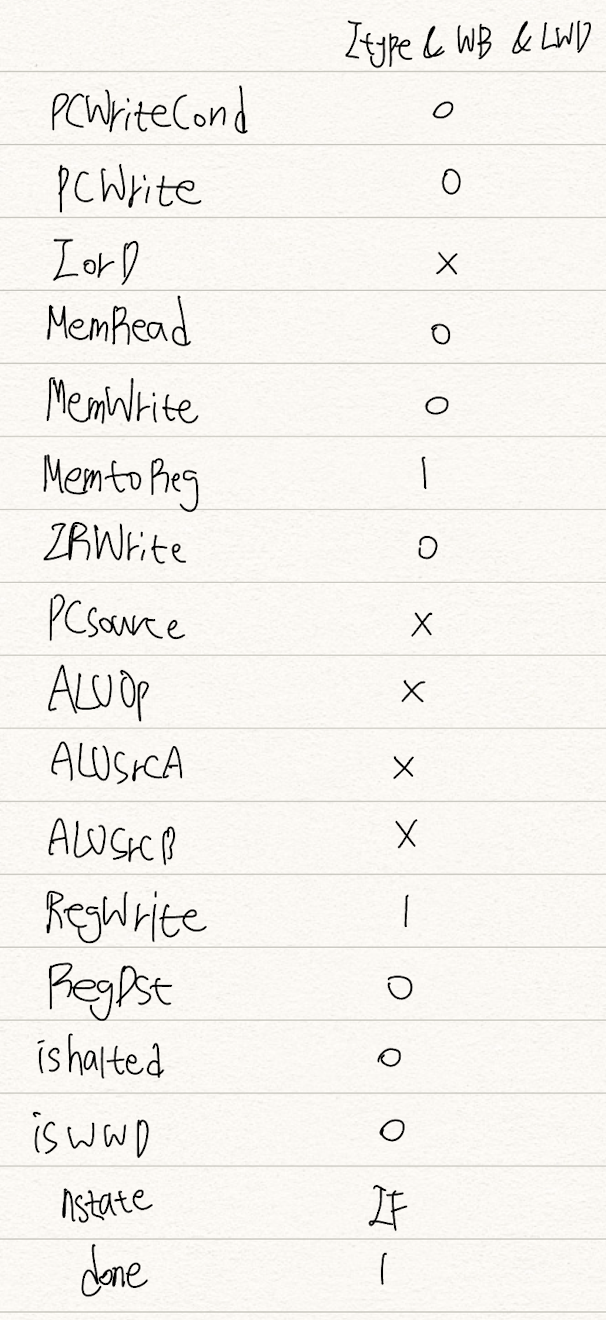 Itype & WB & LWD
PCWriteCond 0
PCWrite 0
IorD X
MemRead 0
MemWrite 0
MemtoReg 1
IRWrite 0
PCsource X
ALUOp X
ALUSrcA X
ALUSrcB X
RegWrite 1
RegDst 0
ishalted 0
isWWD 0
nstate IF
done 1